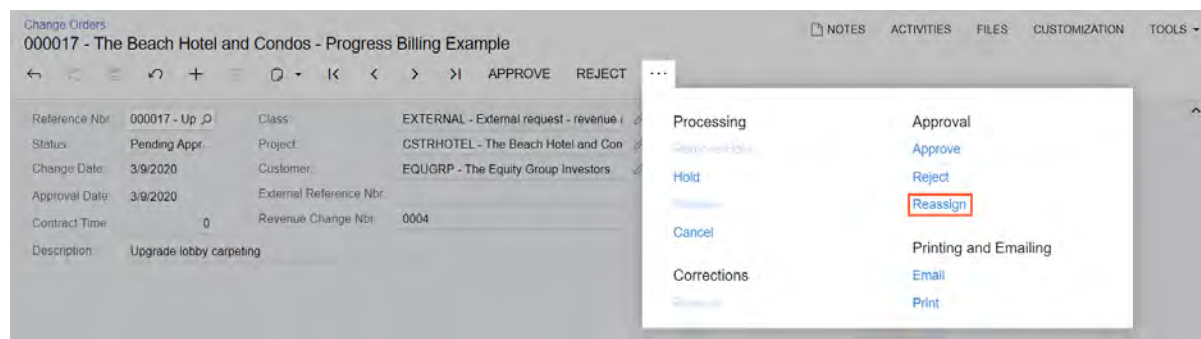 Change Orders
000017 - The Beach Hotel and Condos - Progress Billing Example
NOTES ACTIVITIES FILES CUSTOMIZATION TOOLS
APPROVE REJECT ...
Reference Nbr. 000017 - Up Class: EXTERNAL - External request - revenue
Status: Pending Appr... Project: CSTRHOTEL - The Beach Hotel and Con
Change Date: 3/9/2020 Customer: EQUGRP - The Equity Group Investors
Approval Date: 3/9/2020 External Reference Nbr.
Contract Time 0 Revenue Change Nbr. 0004
Description: Upgrade lobby carpeting
Processing
Remove Hold
Hold
Cancel
Corrections
Approval
Approve
Reject
Reassign
Printing and Emailing
Email
Print